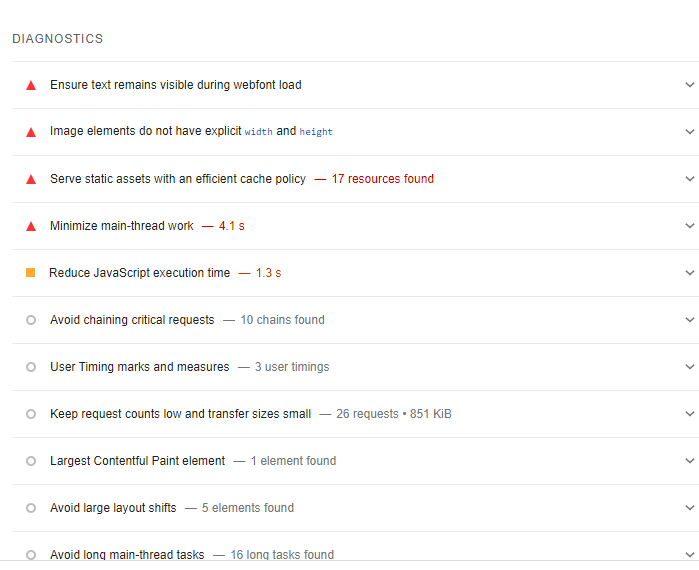 DIAGNOSTICS
Ensure text remains visible during webfont load
Image elements do not have explicit width and height
Serve static assets with an efficient cache policy — 17 resources found
Minimize main-thread work — 4.1 s
Reduce JavaScript execution time — 1.3 s
Avoid chaining critical requests — 10 chains found
User Timing marks and measures — 3 user timings
Keep request counts low and transfer sizes small — 26 requests • 851 KiB
Largest Contentful Paint element — 1 element found
Avoid large layout shifts — 5 elements found
Avoid long main-thread tasks — 16 long tasks found